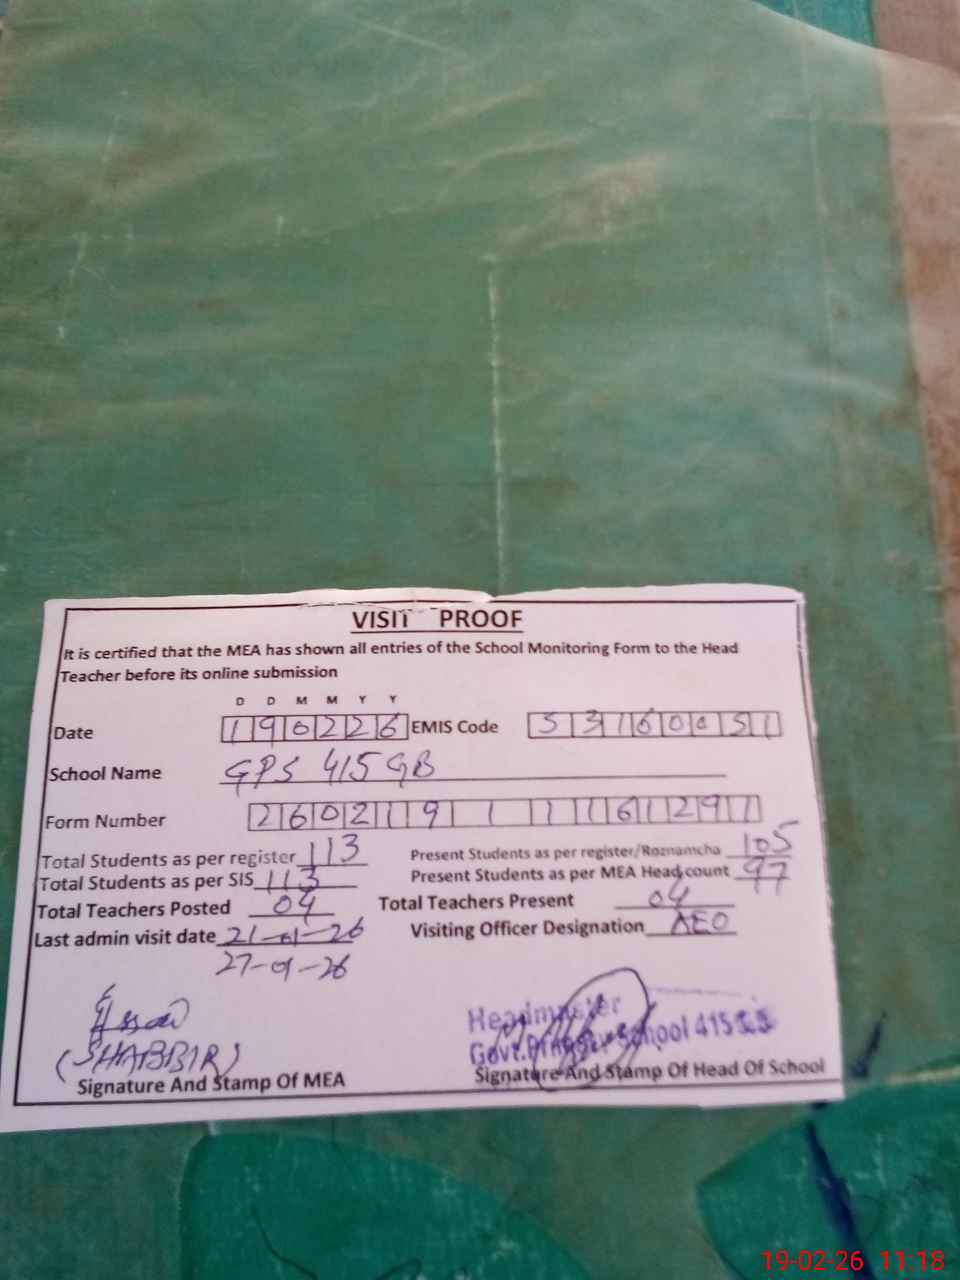 VISIT PROOF
It is certified that the MEA has shown all entries of the School Monitoring Form to the Head
Teacher before its online submission
D D M M Y Y
Date 190226 EMIS Code 53160051
School Name GPS 415 GB
Form Number
Total Students as per register 113 Present Students as per register/Roznamcha 105
Total Students as per SIS 113 Present Students as per MEA Head count 97
Total Teachers Posted 04 Total Teachers Present 04
Last admin visit date 21-01-26 Visiting Officer Designation AEO
27-01-26
(SHABBIR)
Headmaster
Govt. Primary School 415
Signature And Stamp Of MEA Signature And Stamp Of Head Of School
19-02-26 11:18